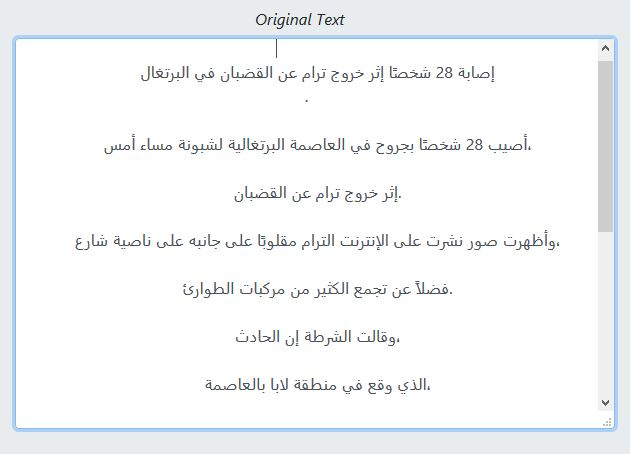 Original Text
إصابة 28 شخصًا إثر خروج ترام عن القضبان في البرتغال
.
أصيب 28 شخصًا بجروح في العاصمة البرتغالية لشبونة مساء أمس،
إثر خروج ترام عن القضبان.
وأظهرت صور نشرت على الإنترنت الترام مقلوبًا على جانبه على ناصية شارع،
فضلاً عن تجمع الكثير من مركبات الطوارئ.
وقالت الشرطة إن الحادث،
الذي وقع في منطقة لابا بالعاصمة،